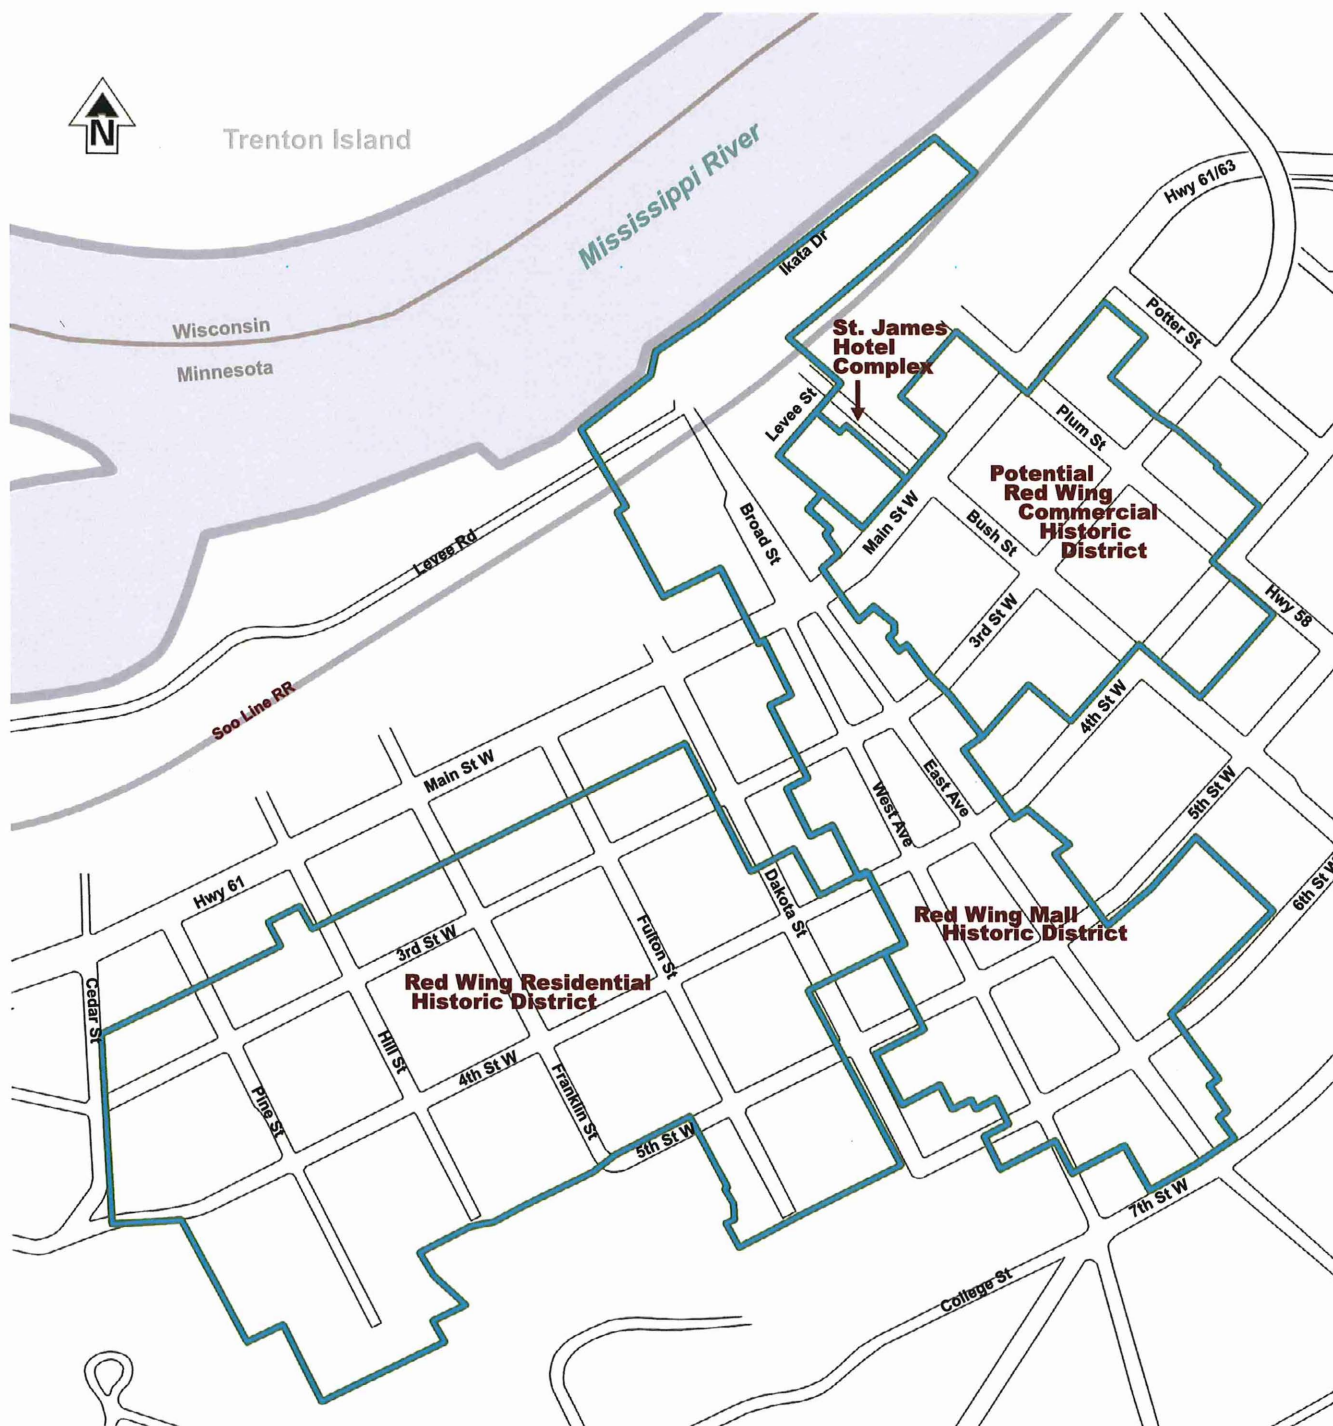 N
Trenton Island
Mississippi River
Hwy 61/63
Ikata Dr
Wisconsin
Minnesota
Potter St
St. James
Hotel
Complex
Levee St
Plum St
Potential
Red Wing
Commercial
Historic
District
Main St W
Bush St
Broad St
Levee Rd
Hwy 58
3rd St W
Soo Line RR
4th St W
Main St W
East Ave
West Ave
5th St W
6th St W
Hwy 61
Dakota St
Red Wing Mall
Historic District
3rd St W
Fulton St
Red Wing Residential
Historic District
Cedar St
Hill St
4th St W
Franklin St
Pine St
5th St W
7th St W
College St